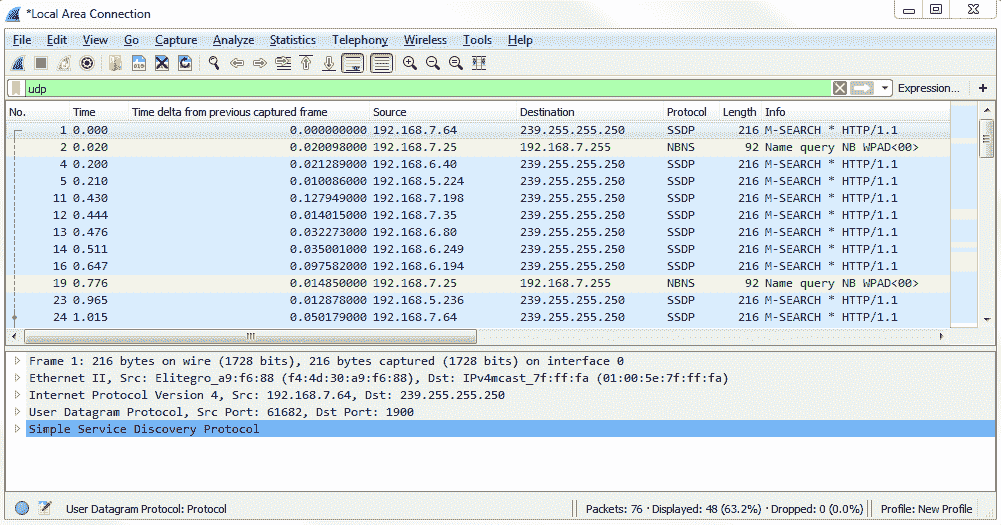 *Local Area Connection
File Edit View Go Capture Analyze Statistics Telephony Wireless Tools Help
udp Expression... +
No. Time Time delta from previous captured frame Source Destination Protocol Length Info
1 0.000 0.000000000 192.168.7.64 239.255.255.250 SSDP 216 M-SEARCH * HTTP/1.1
2 0.020 0.020098000 192.168.7.25 192.168.7.255 NBNS 92 Name query NB WPAD<00>
4 0.200 0.021289000 192.168.6.40 239.255.255.250 SSDP 216 M-SEARCH * HTTP/1.1
5 0.210 0.010086000 192.168.5.224 239.255.255.250 SSDP 216 M-SEARCH * HTTP/1.1
11 0.430 0.127949000 192.168.7.198 239.255.255.250 SSDP 216 M-SEARCH * HTTP/1.1
12 0.444 0.014015000 192.168.7.35 239.255.255.250 SSDP 216 M-SEARCH * HTTP/1.1
13 0.476 0.032273000 192.168.6.80 239.255.255.250 SSDP 216 M-SEARCH * HTTP/1.1
14 0.511 0.035001000 192.168.6.249 239.255.255.250 SSDP 216 M-SEARCH * HTTP/1.1
16 0.647 0.097582000 192.168.6.194 239.255.255.250 SSDP 216 M-SEARCH * HTTP/1.1
19 0.776 0.014850000 192.168.7.25 192.168.7.255 NBNS 92 Name query NB WPAD<00>
23 0.965 0.012878000 192.168.5.236 239.255.255.250 SSDP 216 M-SEARCH * HTTP/1.1
24 1.015 0.050179000 192.168.7.64 239.255.255.250 SSDP 216 M-SEARCH * HTTP/1.1
Frame 1: 216 bytes on wire (1728 bits), 216 bytes captured (1728 bits) on interface 0
Ethernet II, Src: Elitegro_a9:f6:88 (f4:4d:30:a9:f6:88), Dst: IPv4mcast_7f:ff:fa (01:00:5e:7f:ff:fa)
Internet Protocol Version 4, Src: 192.168.7.64, Dst: 239.255.255.250
User Datagram Protocol, Src Port: 61682, Dst Port: 1900
Simple Service Discovery Protocol
User Datagram Protocol: Protocol Packets: 76 · Displayed: 48 (63.2%) · Dropped: 0 (0.0%) Profile: New Profile